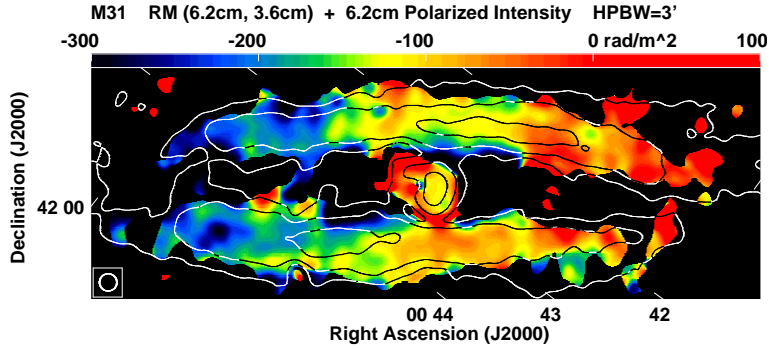 M31 RM (6.2cm, 3.6cm) + 6.2cm Polarized Intensity HPBW=3'
-300 -200 -100 0 rad/m^2 100
Declination (J2000)
42 00
00 44 43 42
Right Ascension (J2000)